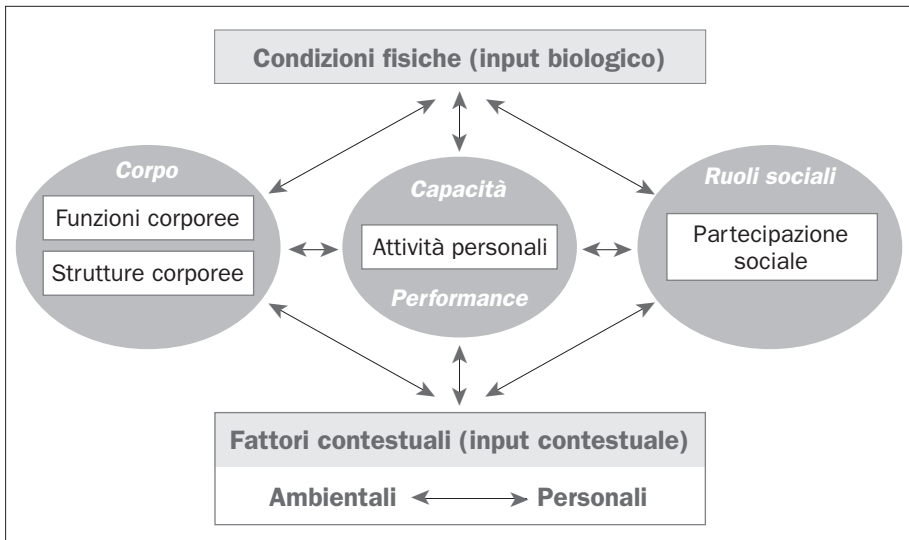 Condizioni fisiche (input biologico)
Corpo
Funzioni corporee
Strutture corporee
Capacità
Attività personali
Performance
Ruoli sociali
Partecipazione
sociale
Fattori contestuali (input contestuale)
Ambientali Personali